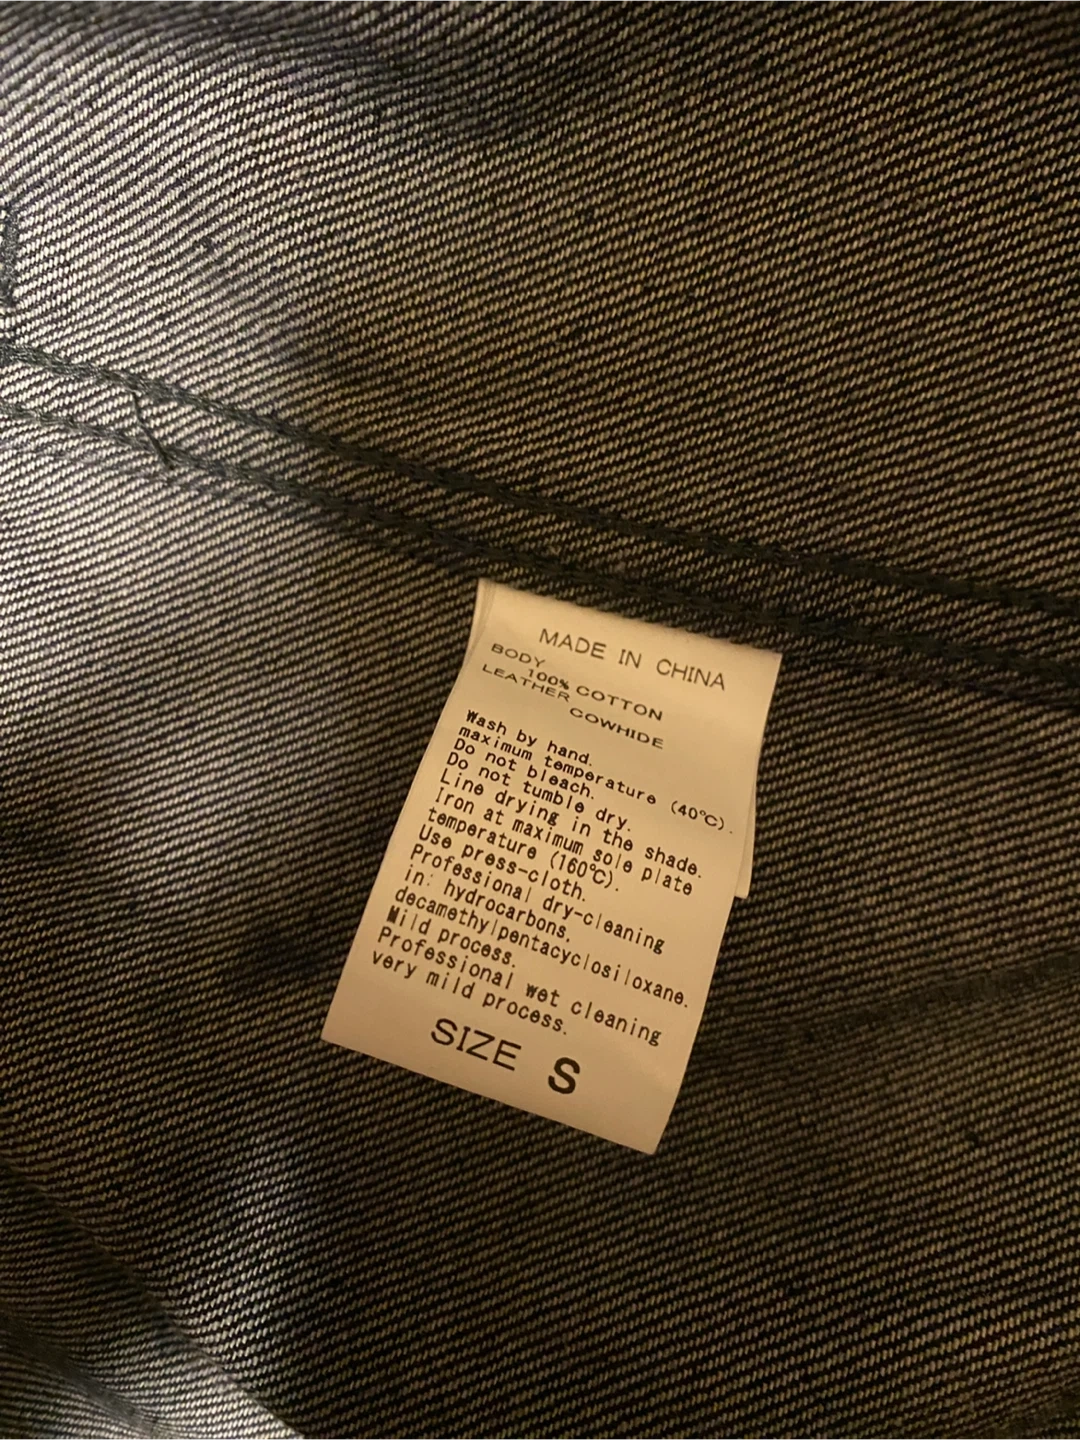 MADE IN CHINA
BODY
100% COTTON
LEATHER
COWHIDE
Wash by hand.
maximum temperature (40℃).
Do not bleach.
Do not tumble dry.
Line drying in the shade.
Iron at maximum sole plate
temperature (160℃).
Use press-cloth.
Professional dry-cleaning
in: hydrocarbons,
decamethylpentacyclosiloxane.
Mild process.
Professional wet cleaning
very mild process.
SIZE S